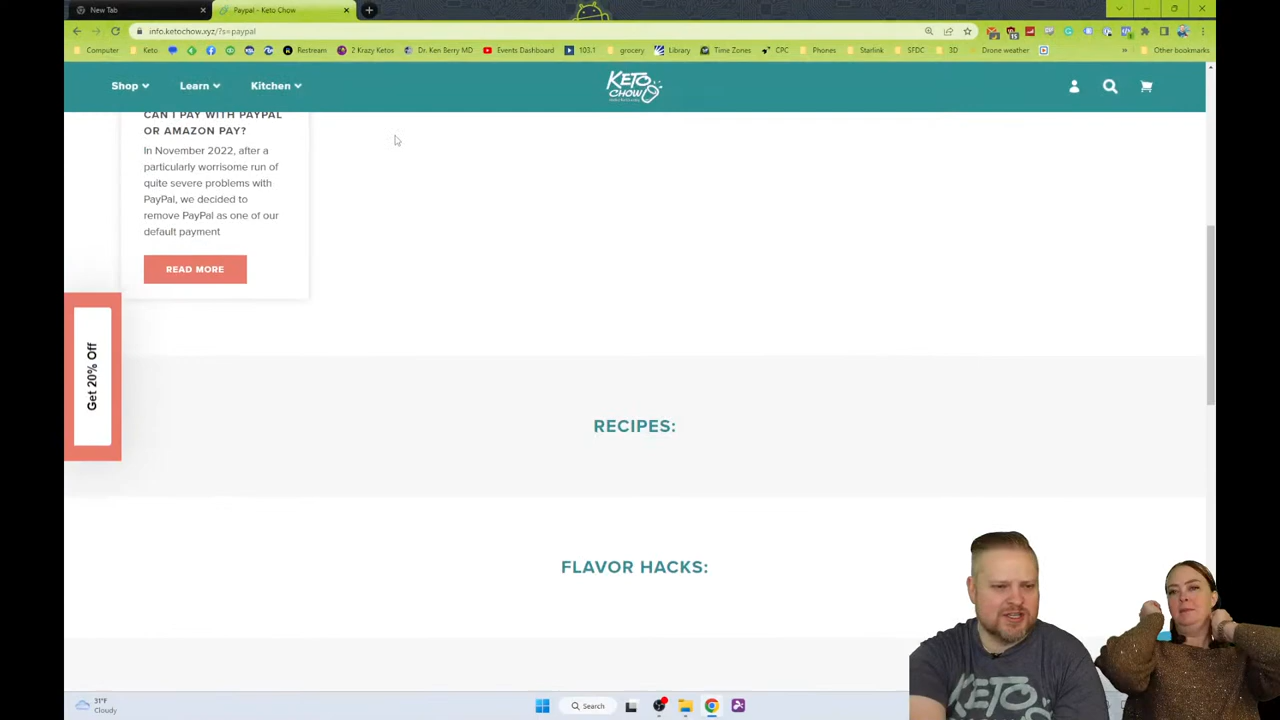 New Tab
Paypal - Keto Chow
info.ketochow.xyz/?s=paypal
Computer Keto Restream 2 Krazy Ketos Dr. Ken Berry MD Events Dashboard 103.1 grocery Library Time Zones CPC Phones Starlink SFDC 3D Drone weather Other bookmarks
Shop Learn Kitchen
KETO
CHOW
CAN I PAY WITH PAYPAL
OR AMAZON PAY?
In November 2022, after a
particularly worrisome run of
quite severe problems with
PayPal, we decided to
remove PayPal as one of our
default payment
READ MORE
Get 20% Off
RECIPES:
FLAVOR HACKS:
KETO
31°F
Cloudy
Search